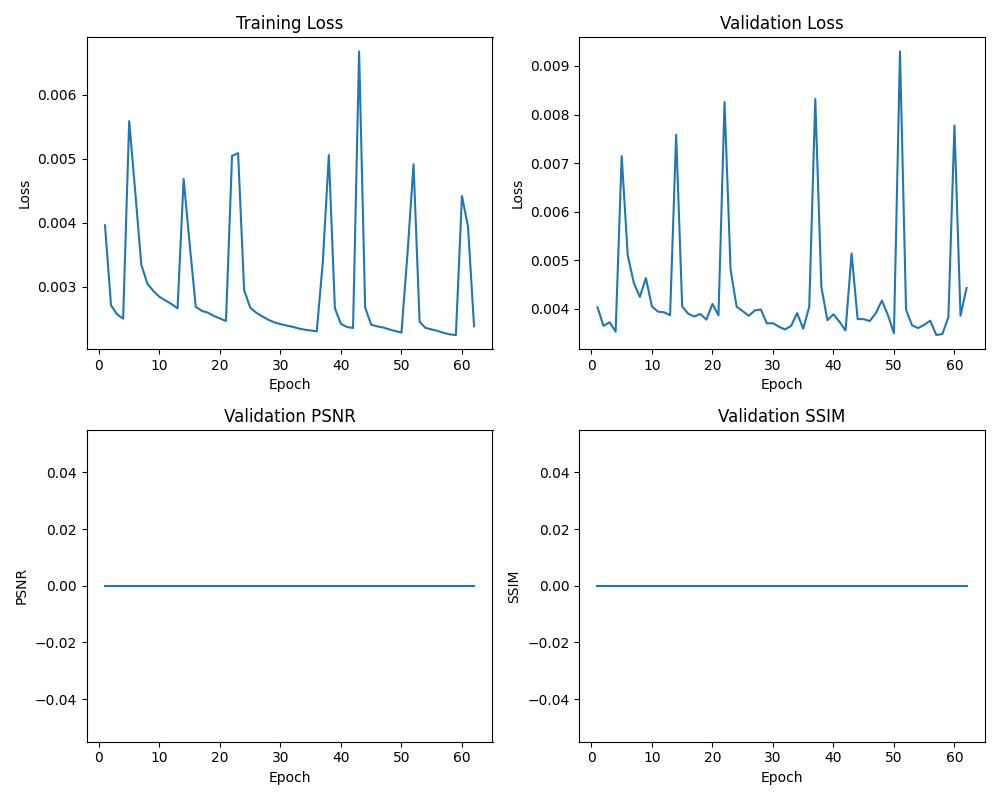 Training Loss
Loss
0.006
0.005
0.004
0.003
0 10 20 30 40 50 60
Epoch
Validation Loss
Loss
0.009
0.008
0.007
0.006
0.005
0.004
0 10 20 30 40 50 60
Epoch
Validation PSNR
PSNR
0.04
0.02
0.00
−0.02
−0.04
0 10 20 30 40 50 60
Epoch
Validation SSIM
SSIM
0.04
0.02
0.00
−0.02
−0.04
0 10 20 30 40 50 60
Epoch